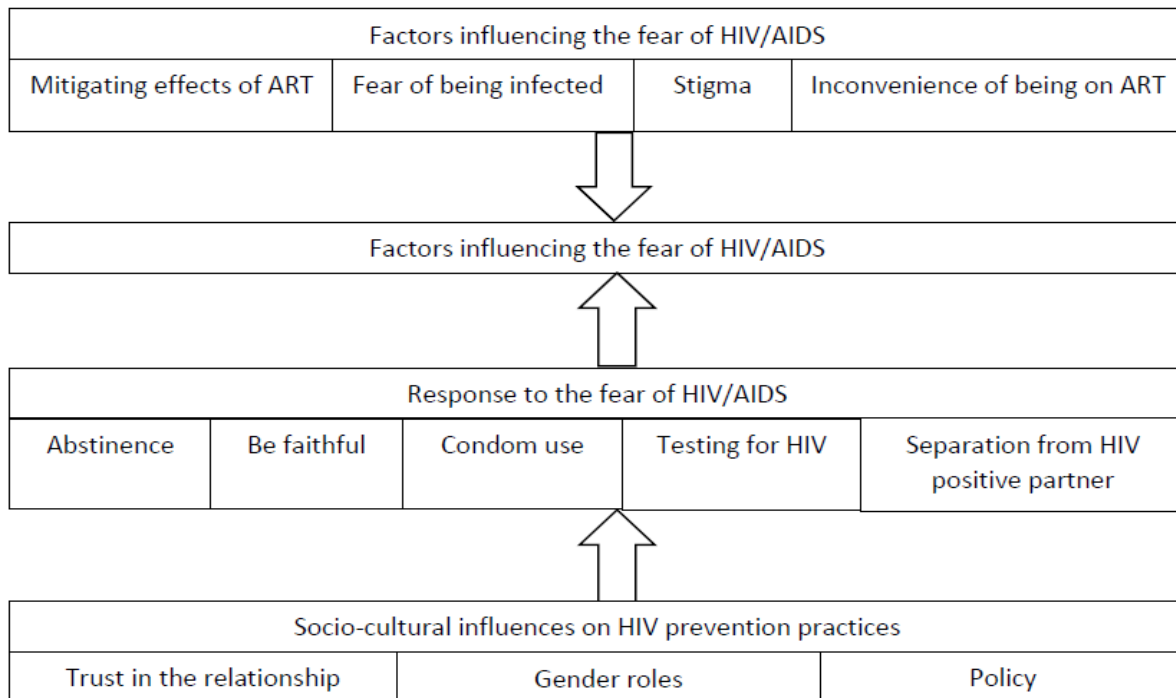 Factors influencing the fear of HIV/AIDS
Mitigating effects of ART
Fear of being infected
Stigma
Inconvenience of being on ART
Factors influencing the fear of HIV/AIDS
Response to the fear of HIV/AIDS
Abstinence
Be faithful
Condom use
Testing for HIV
Separation from HIV
positive partner
Socio-cultural influences on HIV prevention practices
Trust in the relationship
Gender roles
Policy